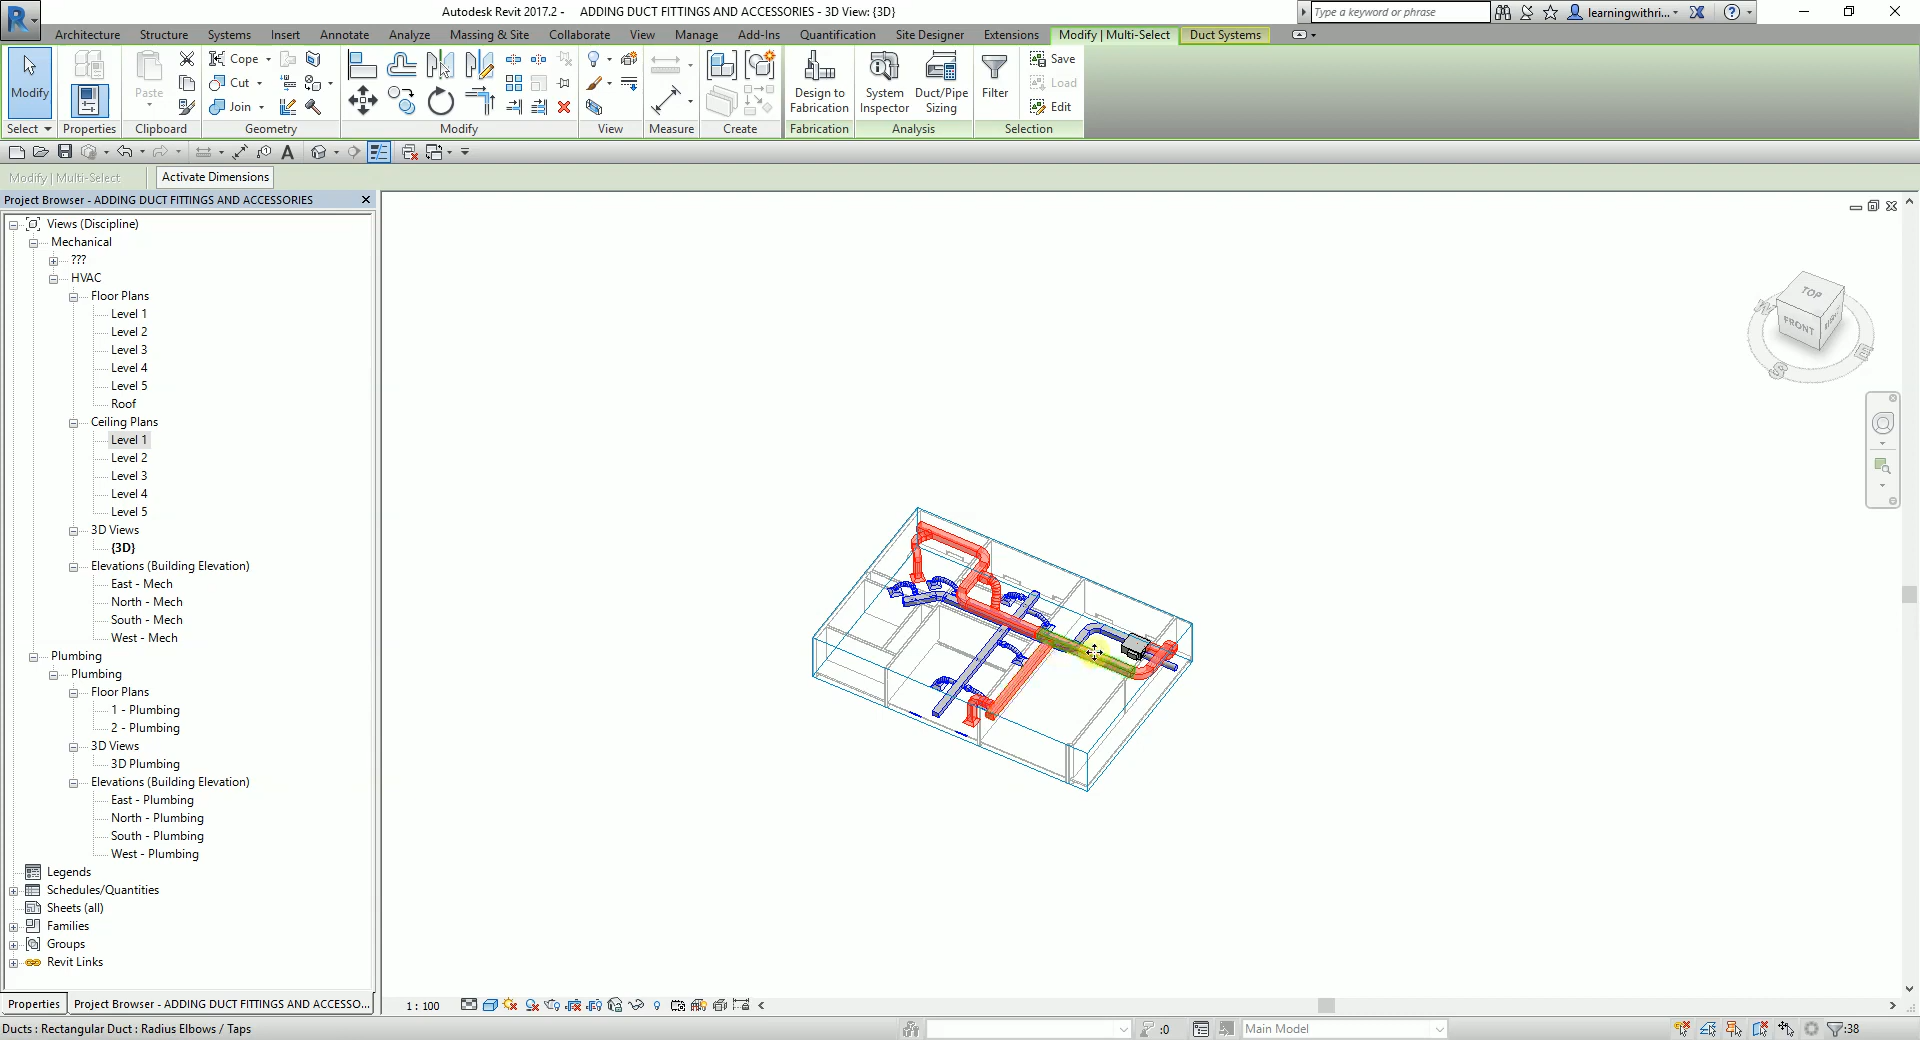 Autodesk Revit 2017.2 - ADDING DUCT FITTINGS AND ACCESSORIES - 3D View: {3D}
Type a keyword or phrase
learningwithri...
Architecture Structure Systems Insert Annotate Analyze Massing & Site Collaborate View Manage Add-Ins Quantification Site Designer Extensions Modify | Multi-Select Duct Systems
Modify
Paste
Cope
Cut
Join
Design to Fabrication
System Inspector
Duct/Pipe Sizing
Filter
Save
Load
Edit
Select Properties Clipboard Geometry Modify View Measure Create Fabrication Analysis Selection
Modify | Multi-Select
Activate Dimensions
Project Browser - ADDING DUCT FITTINGS AND ACCESSORIES
Views (Discipline)
Mechanical
???
HVAC
Floor Plans
Level 1
Level 2
Level 3
Level 4
Level 5
Roof
Ceiling Plans
Level 1
Level 2
Level 3
Level 4
Level 5
3D Views
{3D}
Elevations (Building Elevation)
East - Mech
North - Mech
South - Mech
West - Mech
Plumbing
Plumbing
Floor Plans
1 - Plumbing
2 - Plumbing
3D Views
3D Plumbing
Elevations (Building Elevation)
East - Plumbing
North - Plumbing
South - Plumbing
West - Plumbing
Legends
Schedules/Quantities
Sheets (all)
Families
Groups
Revit Links
TOP
FRONT
W
S
E
Properties
Project Browser - ADDING DUCT FITTINGS AND ACCESSO...
1 : 100
Ducts : Rectangular Duct : Radius Elbows / Taps
:0
Main Model
:38